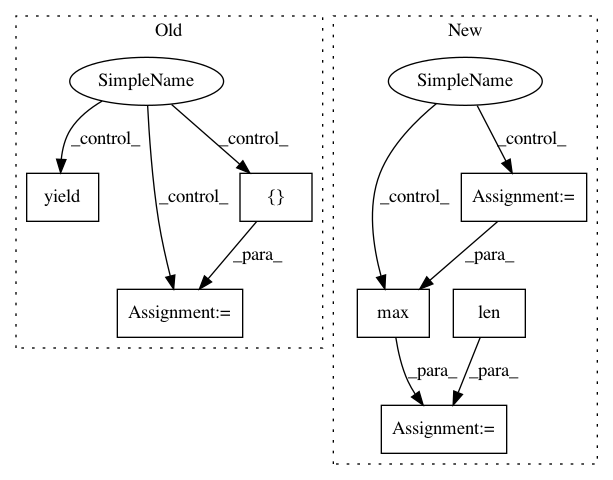 Old
New
SimpleName
SimpleName
_control_
_control_
_control_
_control_
_control_
yield
{}
Assignment:=
_para_
_para_
Assignment:=
max
len
_para_
_para_
Assignment:=